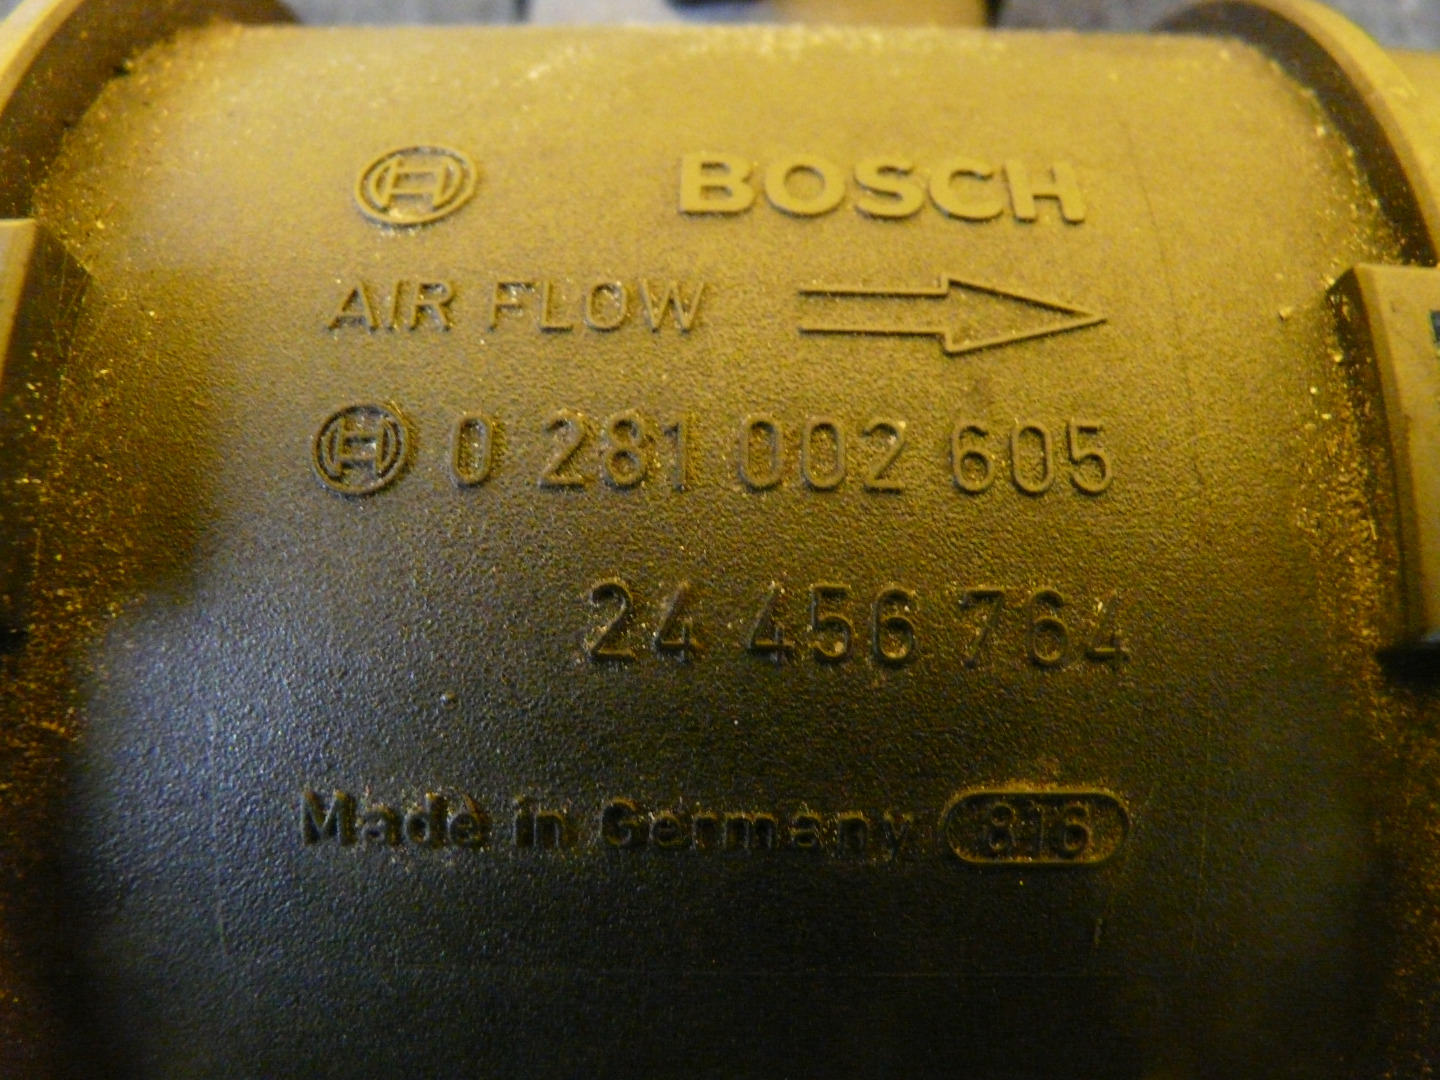 BOSCH
AIR FLOW
0 281 002 605
24 456 764
Made in Germany 816